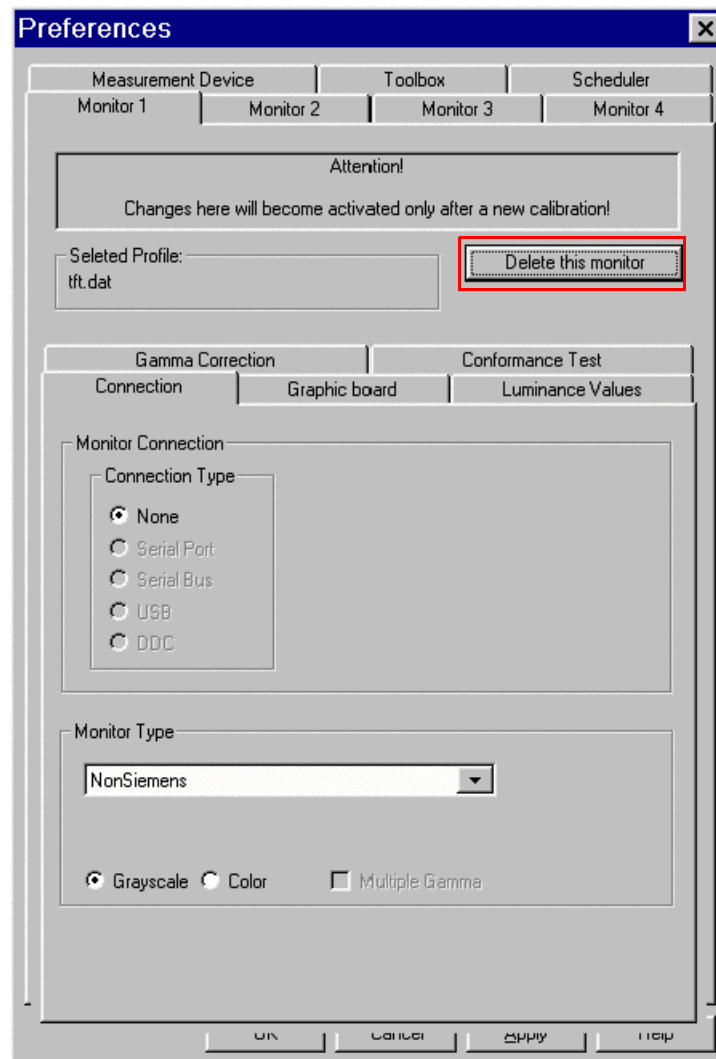 Preferences
Measurement Device Toolbox Scheduler
Monitor 1 Monitor 2 Monitor 3 Monitor 4
Attention!
Changes here will become activated only after a new calibration!
Seleted Profile:
tft.dat
Delete this monitor
Gamma Correction Conformance Test
Connection Graphic board Luminance Values
Monitor Connection
Connection Type
None
Serial Port
Serial Bus
USB
DDC
Monitor Type
NonSiemens
Grayscale Color Multiple Gamma
OK Cancel Apply Help